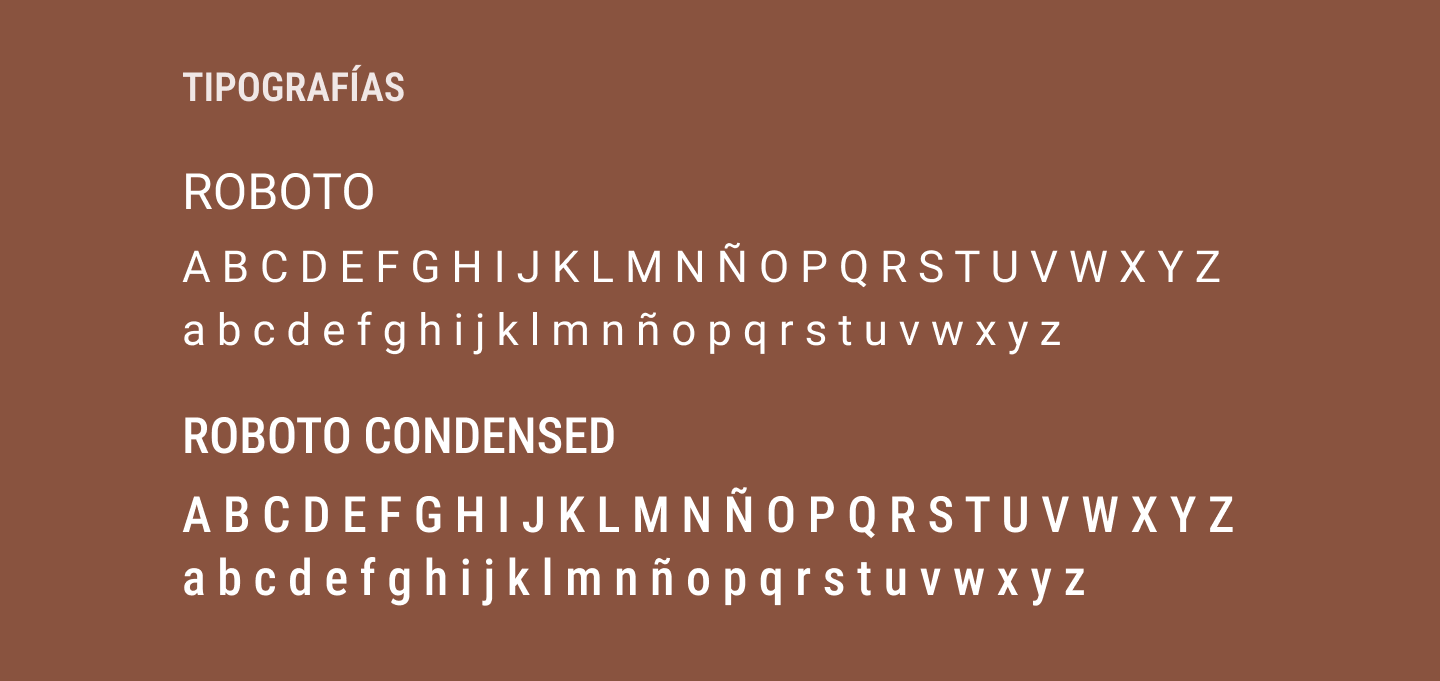 TIPOGRAFÍAS
ROBOTO
A B C D E F G H I J K L M N Ñ O P Q R S T U V W X Y Z
a b c d e f g h i j k l m n ñ o p q r s t u v w x y z
ROBOTO CONDENSED
A B C D E F G H I J K L M N Ñ O P Q R S T U V W X Y Z
a b c d e f g h i j k l m n ñ o p q r s t u v w x y z